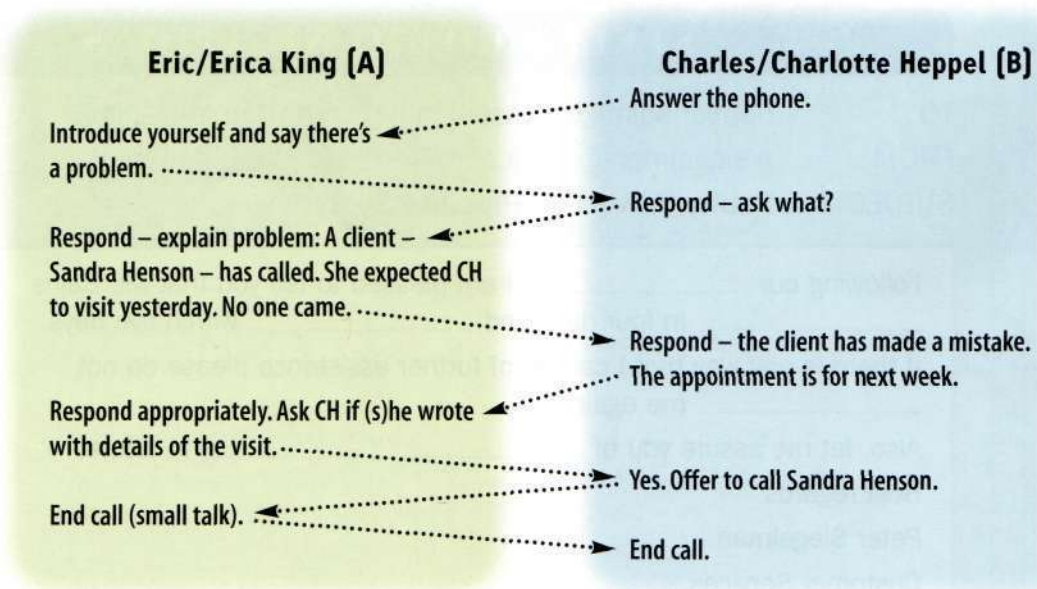 Eric/Erica King (A)
Charles/Charlotte Heppel (B)
Answer the phone.
Introduce yourself and say there's
a problem.
Respond – ask what?
Respond – explain problem: A client –
Sandra Henson – has called. She expected CH
to visit yesterday. No one came.
Respond – the client has made a mistake.
The appointment is for next week.
Respond appropriately. Ask CH if (s)he wrote
with details of the visit.
Yes. Offer to call Sandra Henson.
End call (small talk).
End call.